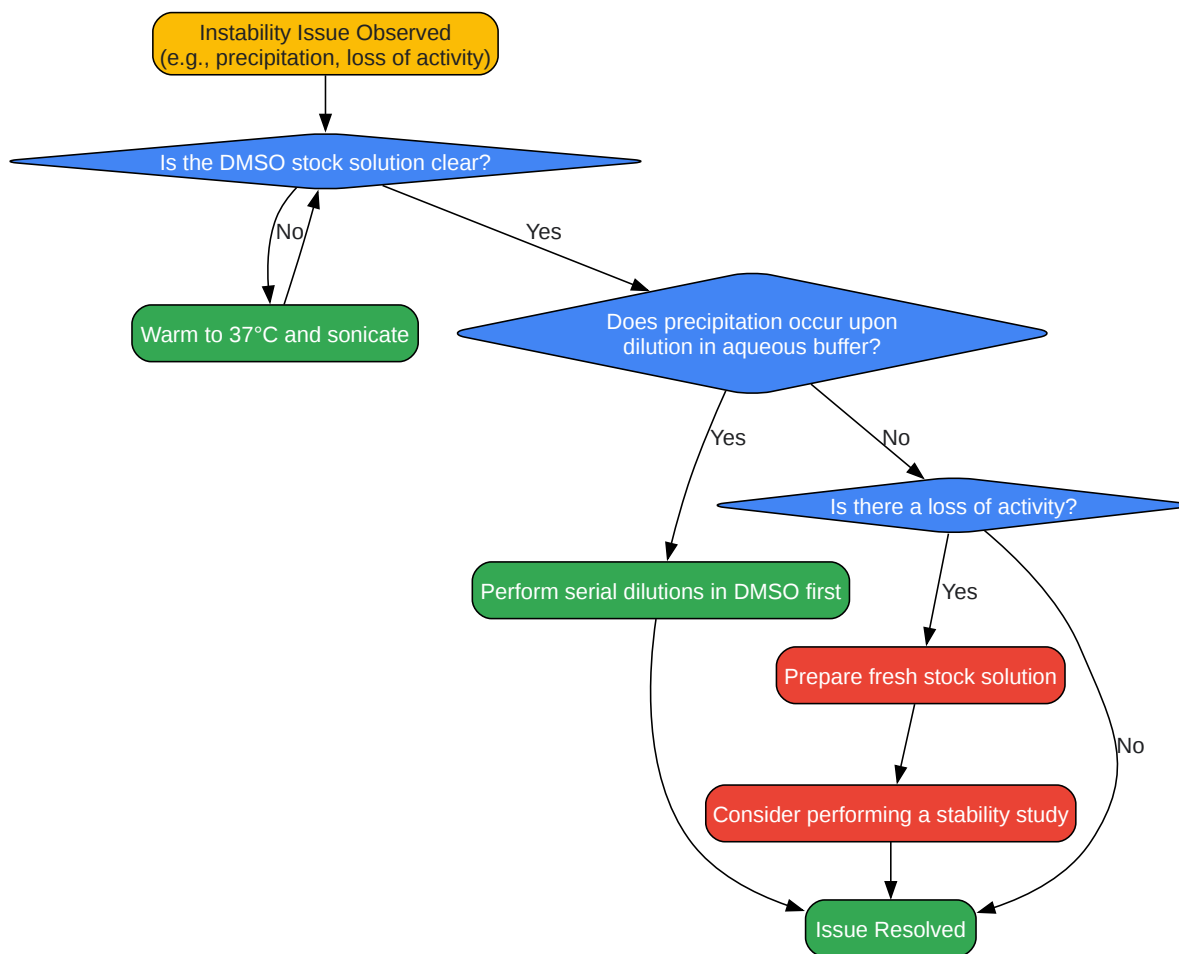 Instability Issue Observed
(e.g., precipitation, loss of activity)
Is the DMSO stock solution clear?
No
Yes
Warm to 37°C and sonicate
Does precipitation occur upon
dilution in aqueous buffer?
Yes
No
Is there a loss of activity?
Perform serial dilutions in DMSO first
Yes
Prepare fresh stock solution
No
Consider performing a stability study
Issue Resolved